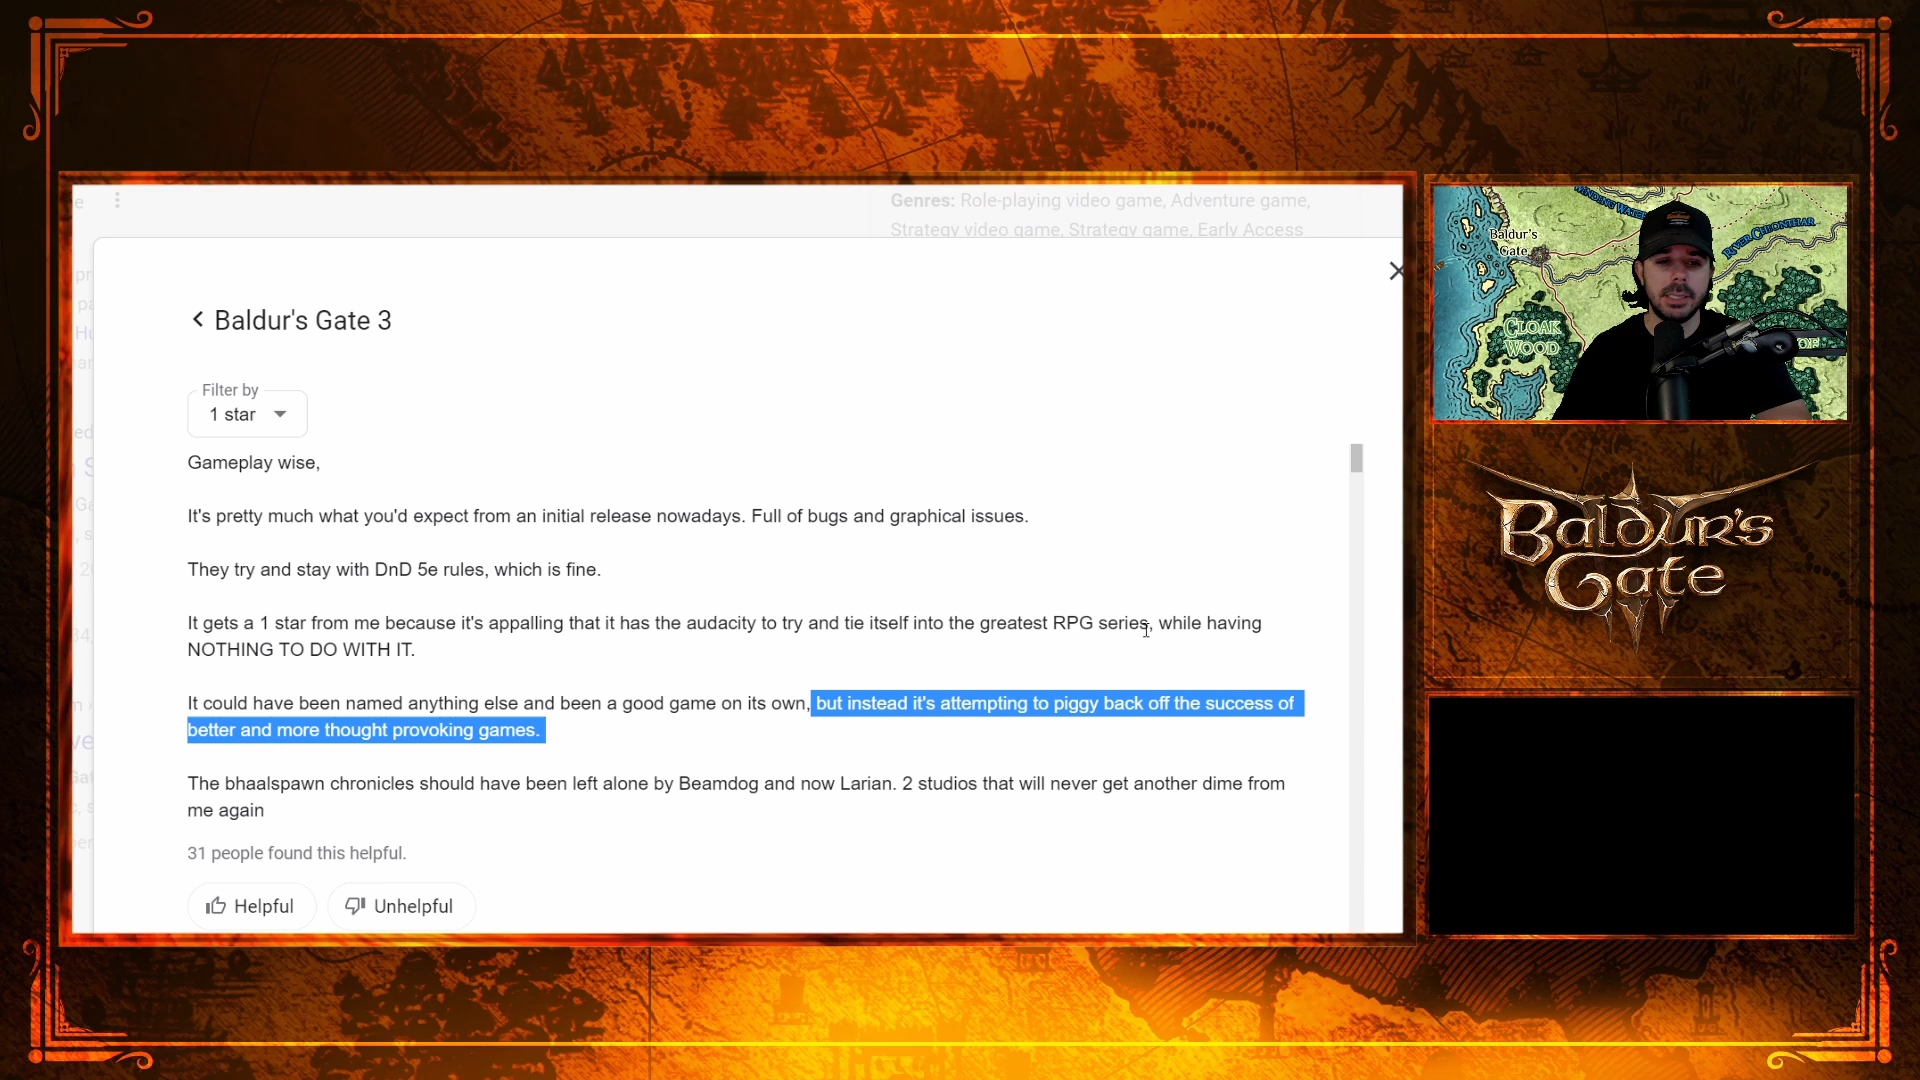 Genres: Role-playing video game, Adventure game,
Strategy video game, Strategy game, Early Access
Baldur's Gate 3
Filter by
1 star
Gameplay wise,
It's pretty much what you'd expect from an initial release nowadays. Full of bugs and graphical issues.
They try and stay with DnD 5e rules, which is fine.
It gets a 1 star from me because it's appalling that it has the audacity to try and tie itself into the greatest RPG series, while having
NOTHING TO DO WITH IT.
It could have been named anything else and been a good game on its own, but instead it's attempting to piggy back off the success of
better and more thought provoking games.
The bhaalspawn chronicles should have been left alone by Beamdog and now Larian. 2 studios that will never get another dime from
me again
31 people found this helpful.
Helpful
Unhelpful
Baldur's
Gate
RIVER CHIONTHAR
CLOAK
WOOD
Baldur's
Gate